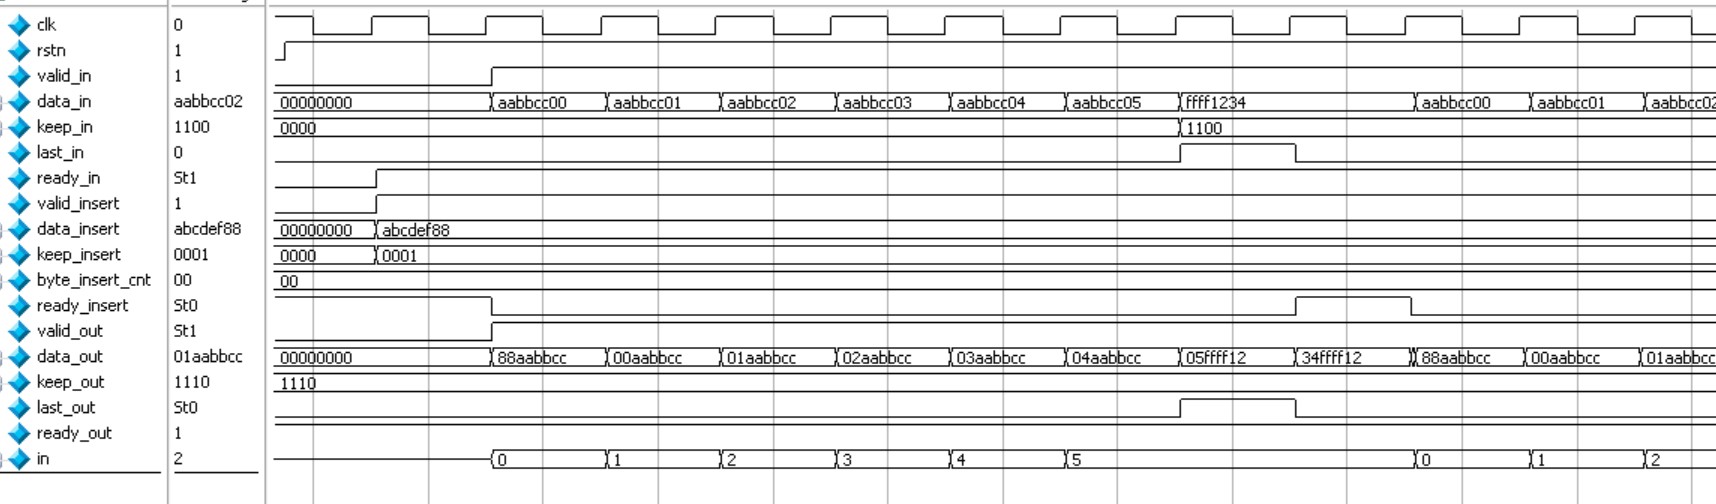 clk 0
rstn 1
valid_in 1
data_in aabbcc02 00000000 aabbcc00 aabbcc01 aabbcc02 aabbcc03 aabbcc04 aabbcc05 ffff1234 aabbcc00 aabbcc01 aabbcc02
keep_in 1100 0000 1100
last_in 0
ready_in St1
valid_insert 1
data_insert abcdef88 00000000 abcdef88
keep_insert 0001 0000 0001
byte_insert_cnt 00 00
ready_insert St0
valid_out St1
data_out 01aabbcc 00000000 88aabbcc 00aabbcc 01aabbcc 02aabbcc 03aabbcc 04aabbcc 05ffff12 34ffff12 88aabbcc 00aabbcc 01aabbcc
keep_out 1110 1110
last_out St0
ready_out 1
in 2 0 1 2 3 4 5 0 1 2